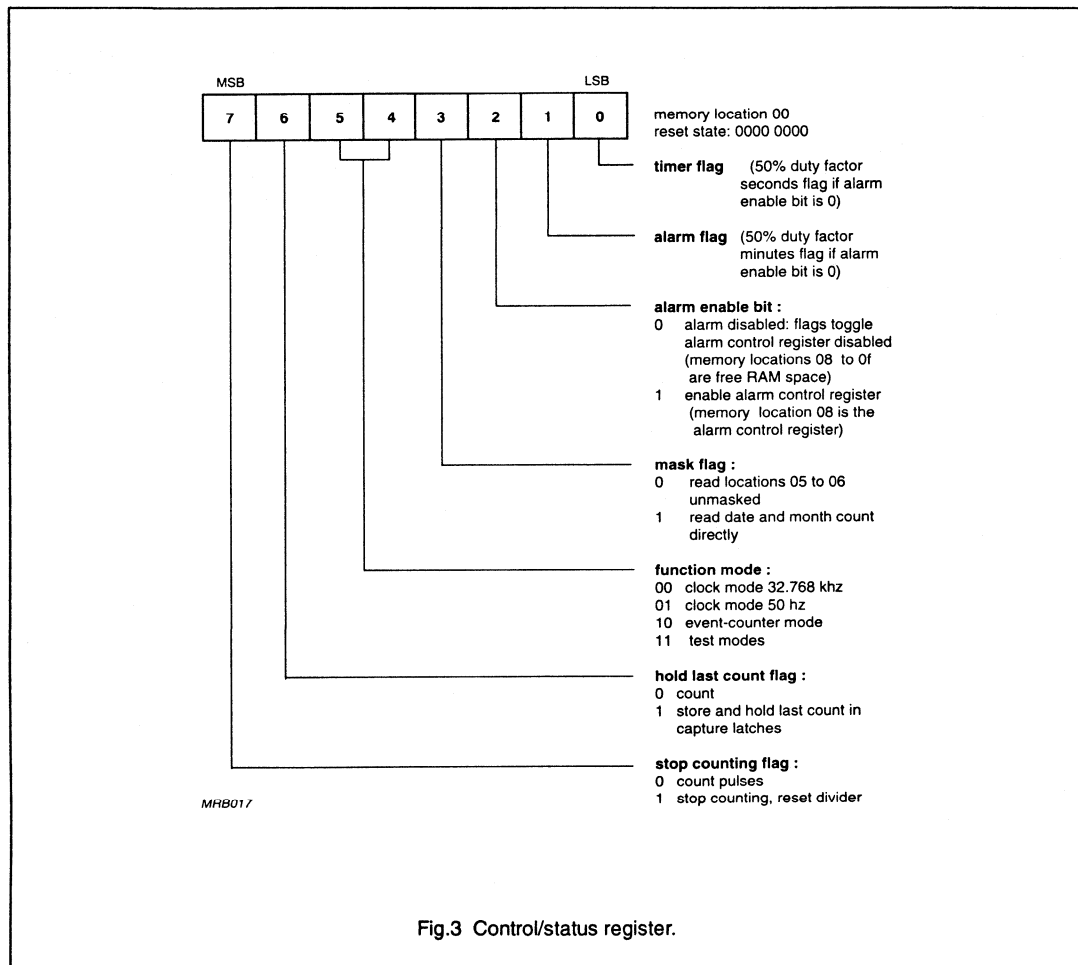 MSB LSB
7 6 5 4 3 2 1 0
memory location 00
reset state: 0000 0000
timer flag (50% duty factor
seconds flag if alarm
enable bit is 0)
alarm flag (50% duty factor
minutes flag if alarm
enable bit is 0)
alarm enable bit :
0 alarm disabled: flags toggle
alarm control register disabled
(memory locations 08 to 0f
are free RAM space)
1 enable alarm control register
(memory location 08 is the
alarm control register)
mask flag :
0 read locations 05 to 06
unmasked
1 read date and month count
directly
function mode :
00 clock mode 32.768 khz
01 clock mode 50 hz
10 event-counter mode
11 test modes
hold last count flag :
0 count
1 store and hold last count in
capture latches
stop counting flag :
0 count pulses
1 stop counting, reset divider
MRB017
Fig.3 Control/status register.